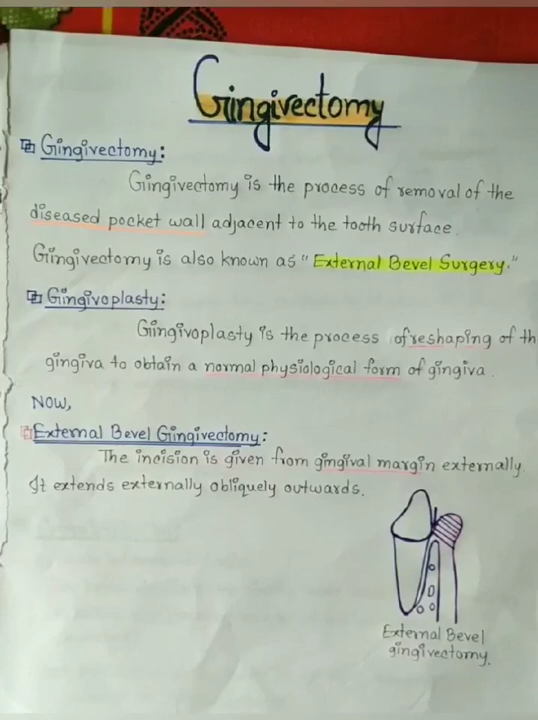 Gingivectomy
Gingivectomy:
Gingivectomy is the process of removal of the
diseased pocket wall adjacent to the tooth surface.
Gingivectomy is also known as "External Bevel Surgery."
Gingivoplasty:
Gingivoplasty is the process of reshaping of th
gingiva to obtain a normal physiological form of gingiva.
NOW,
External Bevel Gingivectomy:
The incision is given from gingival margin externally.
It extends externally obliquely outwards.
External Bevel
gingivectomy.